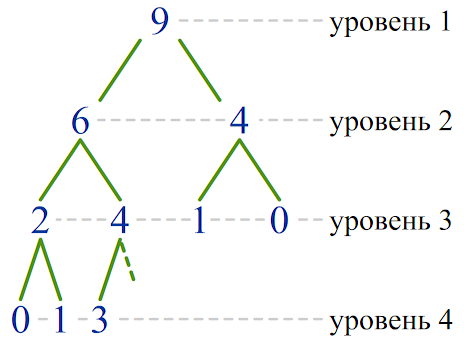 9 уровень 1
6 4 уровень 2
2 4 1 0 уровень 3
0 1 3 уровень 4